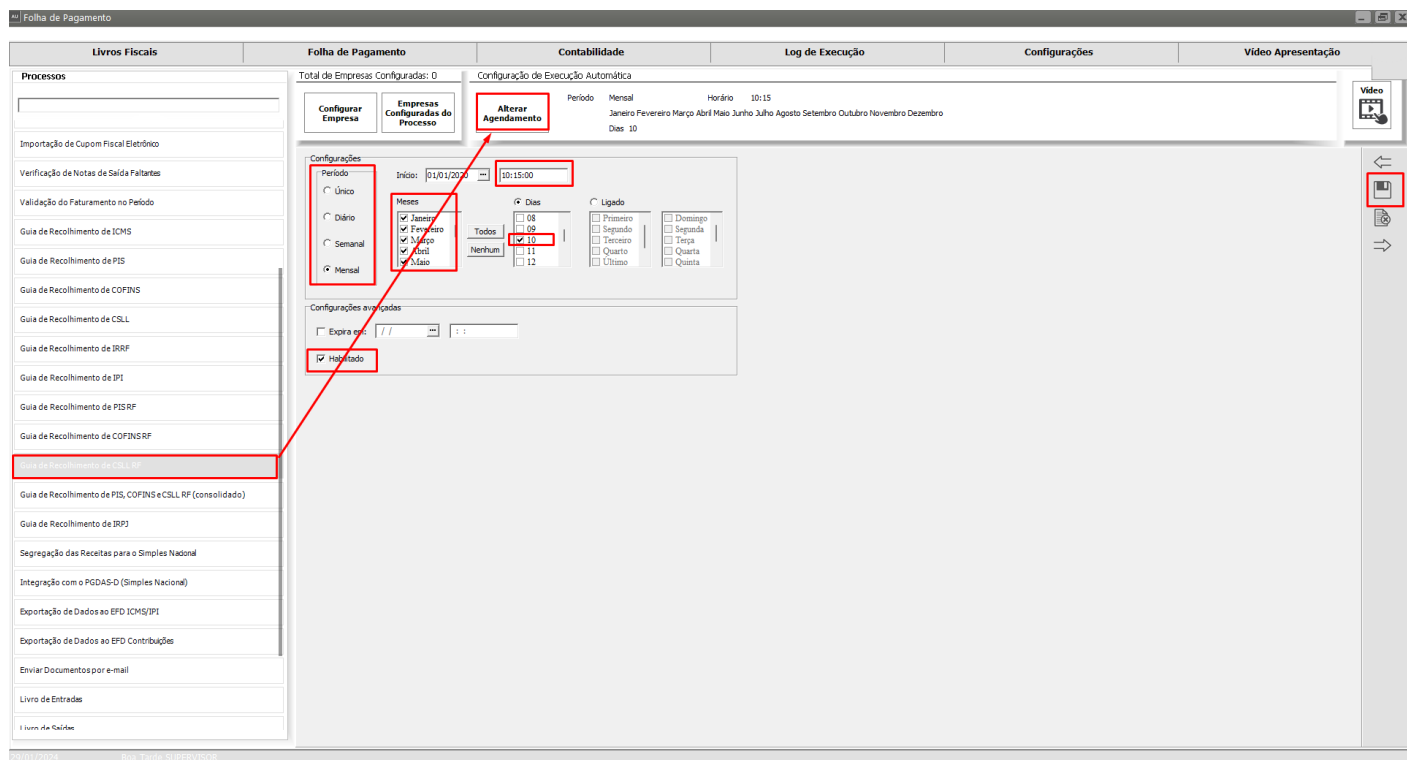 AU Folha de Pagamento
Livros Fiscais
Folha de Pagamento
Contabilidade
Log de Execução
Configurações
Vídeo Apresentação
Processos
Importação de Cupom Fiscal Eletrônico
Verificação de Notas de Saída Faltantes
Validação do Faturamento no Período
Guia de Recolhimento de ICMS
Guia de Recolhimento de PIS
Guia de Recolhimento de COFINS
Guia de Recolhimento de CSLL
Guia de Recolhimento de IRRF
Guia de Recolhimento de IPI
Guia de Recolhimento de PIS RF
Guia de Recolhimento de COFINS RF
Guia de Recolhimento de CSLL RF
Guia de Recolhimento de PIS, COFINS e CSLL RF (consolidado)
Guia de Recolhimento de IRPJ
Segregação das Receitas para o Simples Nacional
Integração com o PGDAS-D (Simples Nacional)
Exportação de Dados ao EFD ICMS/IPI
Exportação de Dados ao EFD Contribuições
Enviar Documentos por e-mail
Livro de Entradas
Livro de Saídas
Total de Empresas Configuradas: 0
Configurar
Empresa
Empresas
Configuradas do
Processo
Configuração de Execução Automática
Alterar
Agendamento
Período Mensal Horário 10:15
Janeiro Fevereiro Março Abril Maio Junho Julho Agosto Setembro Outubro Novembro Dezembro
Dias 10
Vídeo
Configurações
Período
Único
Diário
Semanal
Mensal
Início: 01/01/2020 ... 10:15:00
Meses
Janeiro
Fevereiro
Março
Abril
Maio
Todos
Nenhum
Dias
08
09
10
11
12
Ligado
Primeiro
Segundo
Terceiro
Quarto
Último
Domingo
Segunda
Terça
Quarta
Quinta
Configurações avançadas
Expira em: / / ... : :
Habilitado
29/01/2024 Boa Tarde SUPERVISOR